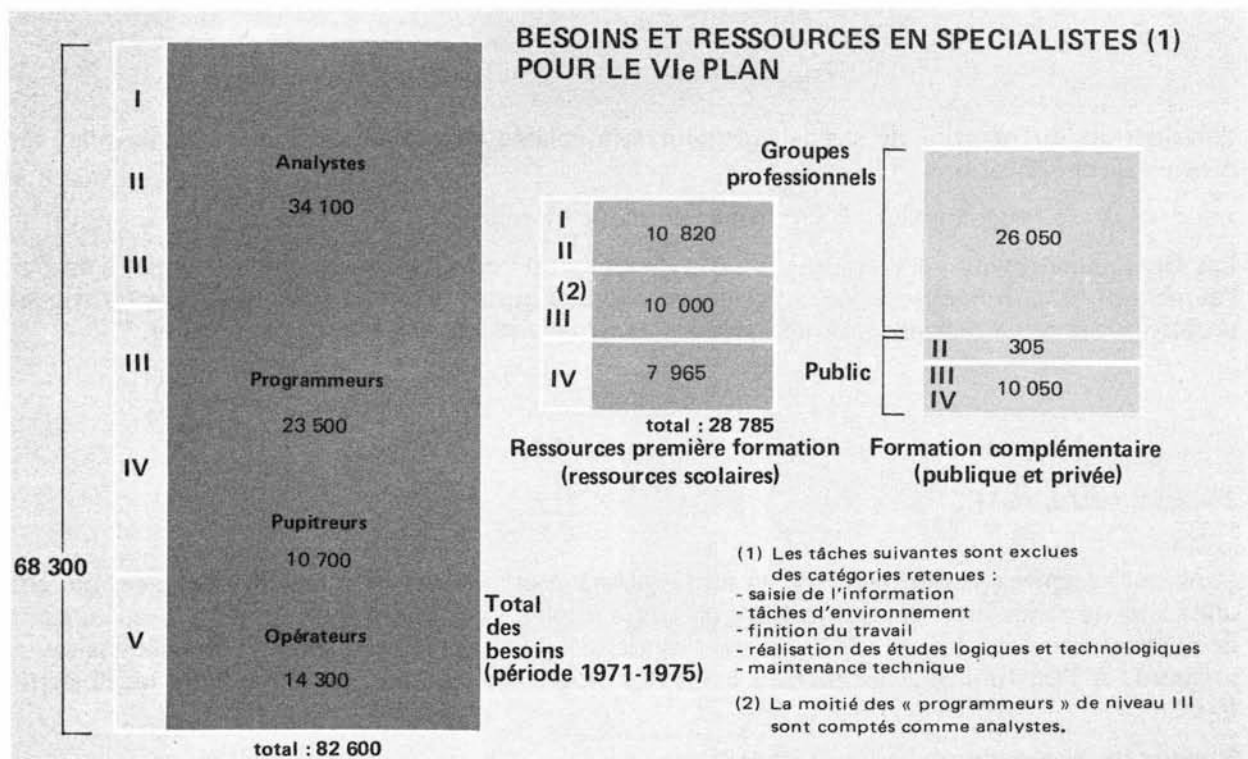 BESOINS ET RESSOURCES EN SPECIALISTES (1)
POUR LE VIe PLAN
68 300
I
II
III
III
IV
V
Analystes
34 100
Programmeurs
23 500
Pupitreurs
10 700
Opérateurs
14 300
total : 82 600
Total
des
besoins
(période 1971-1975)
I
II
10 820
(2)
III
10 000
IV
7 965
total : 28 785
Ressources première formation
(ressources scolaires)
Groupes
professionnels
26 050
Public
II
305
III
IV
10 050
Formation complémentaire
(publique et privée)
(1) Les tâches suivantes sont exclues
des catégories retenues :
- saisie de l'information
- tâches d'environnement
- finition du travail
- réalisation des études logiques et technologiques
- maintenance technique
(2) La moitié des « programmeurs » de niveau III
sont comptés comme analystes.